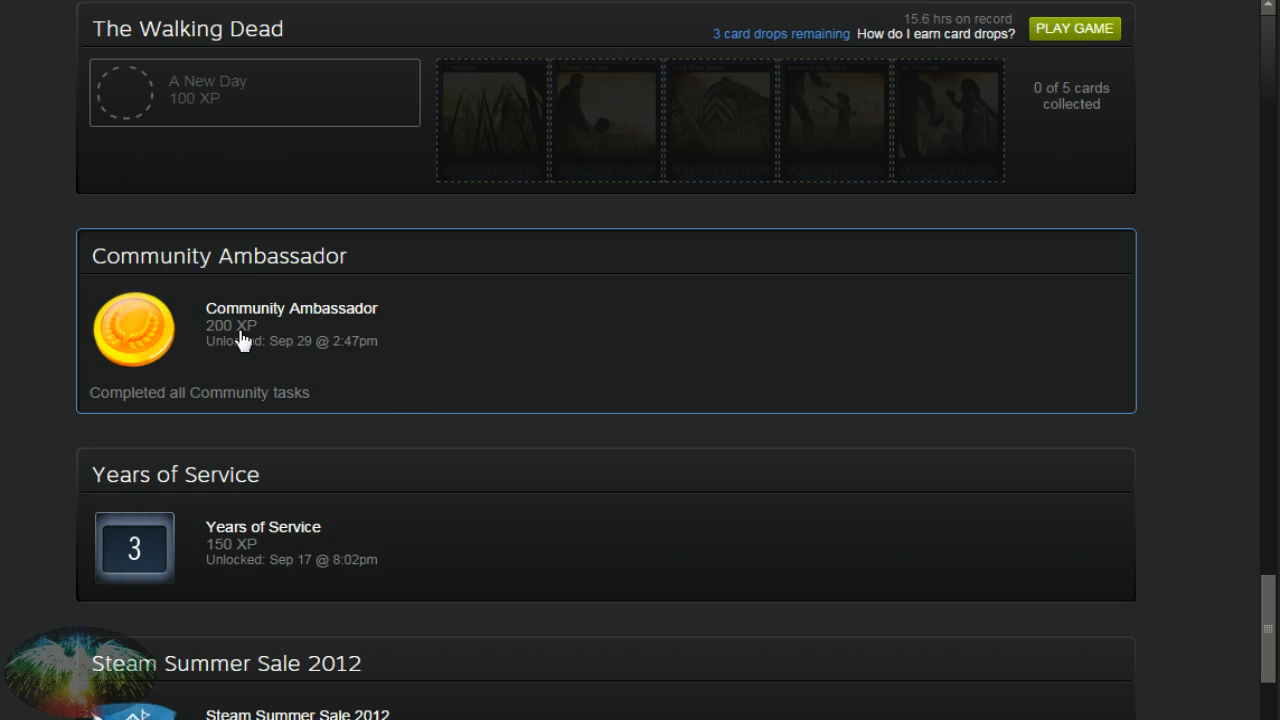 The Walking Dead
15.6 hrs on record
3 card drops remaining How do I earn card drops?
PLAY GAME
A New Day
100 XP
0 of 5 cards
collected
Community Ambassador
Community Ambassador
200 XP
Unlocked: Sep 29 @ 2:47pm
Completed all Community tasks
Years of Service
3
Years of Service
150 XP
Unlocked: Sep 17 @ 8:02pm
Steam Summer Sale 2012
Steam Summer Sale 2012